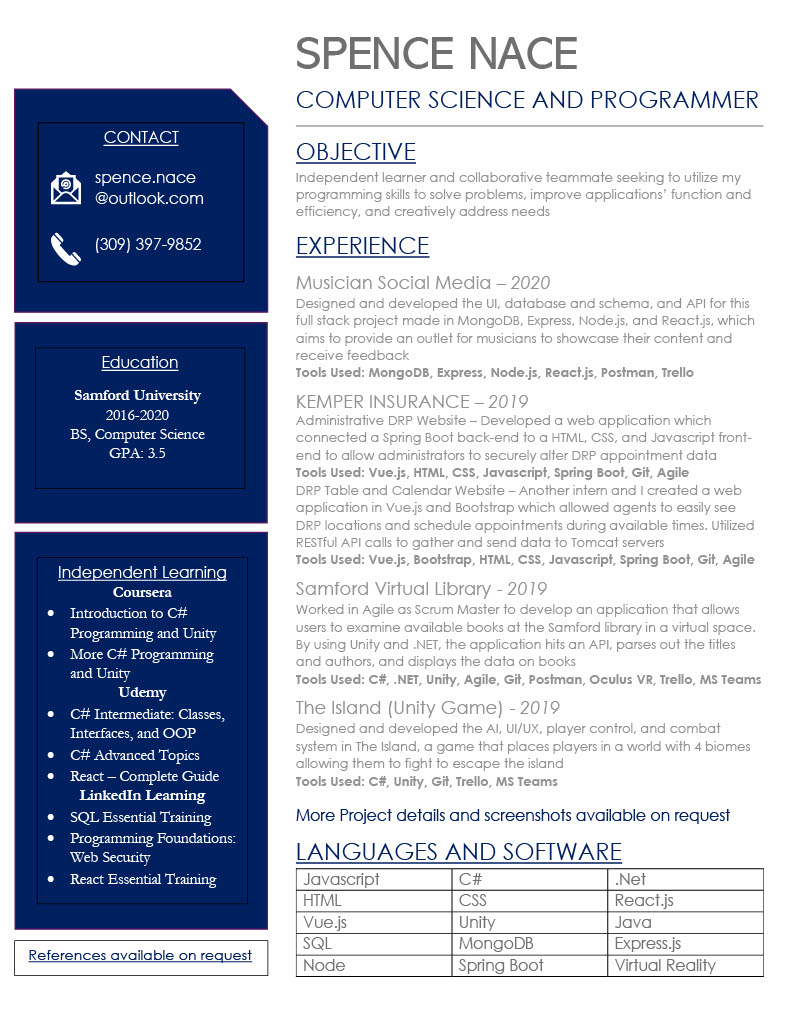 SPENCE NACE
COMPUTER SCIENCE AND PROGRAMMER
CONTACT
spence.nace
@outlook.com
(309) 397-9852
Education
Samford University
2016-2020
BS, Computer Science
GPA: 3.5
Independent Learning
Coursera
• Introduction to C#
Programming and Unity
• More C# Programming
and Unity
Udemy
• C# Intermediate: Classes,
Interfaces, and OOP
• C# Advanced Topics
• React – Complete Guide
LinkedIn Learning
• SQL Essential Training
• Programming Foundations:
Web Security
• React Essential Training
References available on request
OBJECTIVE
Independent learner and collaborative teammate seeking to utilize my
programming skills to solve problems, improve applications’ function and
efficiency, and creatively address needs
EXPERIENCE
Musician Social Media – 2020
Designed and developed the UI, database and schema, and API for this
full stack project made in MongoDB, Express, Node.js, and React.js, which
aims to provide an outlet for musicians to showcase their content and
receive feedback
Tools Used: MongoDB, Express, Node.js, React.js, Postman, Trello
KEMPER INSURANCE – 2019
Administrative DRP Website – Developed a web application which
connected a Spring Boot back-end to a HTML, CSS, and Javascript front-
end to allow administrators to securely alter DRP appointment data
Tools Used: Vue.js, HTML, CSS, Javascript, Spring Boot, Git, Agile
DRP Table and Calendar Website – Another intern and I created a web
application in Vue.js and Bootstrap which allowed agents to easily see
DRP locations and schedule appointments during available times. Utilized
RESTful API calls to gather and send data to Tomcat servers
Tools Used: Vue.js, Bootstrap, HTML, CSS, Javascript, Spring Boot, Git, Agile
Samford Virtual Library - 2019
Worked in Agile as Scrum Master to develop an application that allows
users to examine available books at the Samford library in a virtual space.
By using Unity and .NET, the application hits an API, parses out the titles
and authors, and displays the data on books
Tools Used: C#, .NET, Unity, Agile, Git, Postman, Oculus VR, Trello, MS Teams
The Island (Unity Game) - 2019
Designed and developed the AI, UI/UX, player control, and combat
system in The Island, a game that places players in a world with 4 biomes
allowing them to fight to escape the island
Tools Used: C#, Unity, Git, Trello, MS Teams
More Project details and screenshots available on request
LANGUAGES AND SOFTWARE
Javascript C# .Net
HTML CSS React.js
Vue.js Unity Java
SQL MongoDB Express.js
Node Spring Boot Virtual Reality